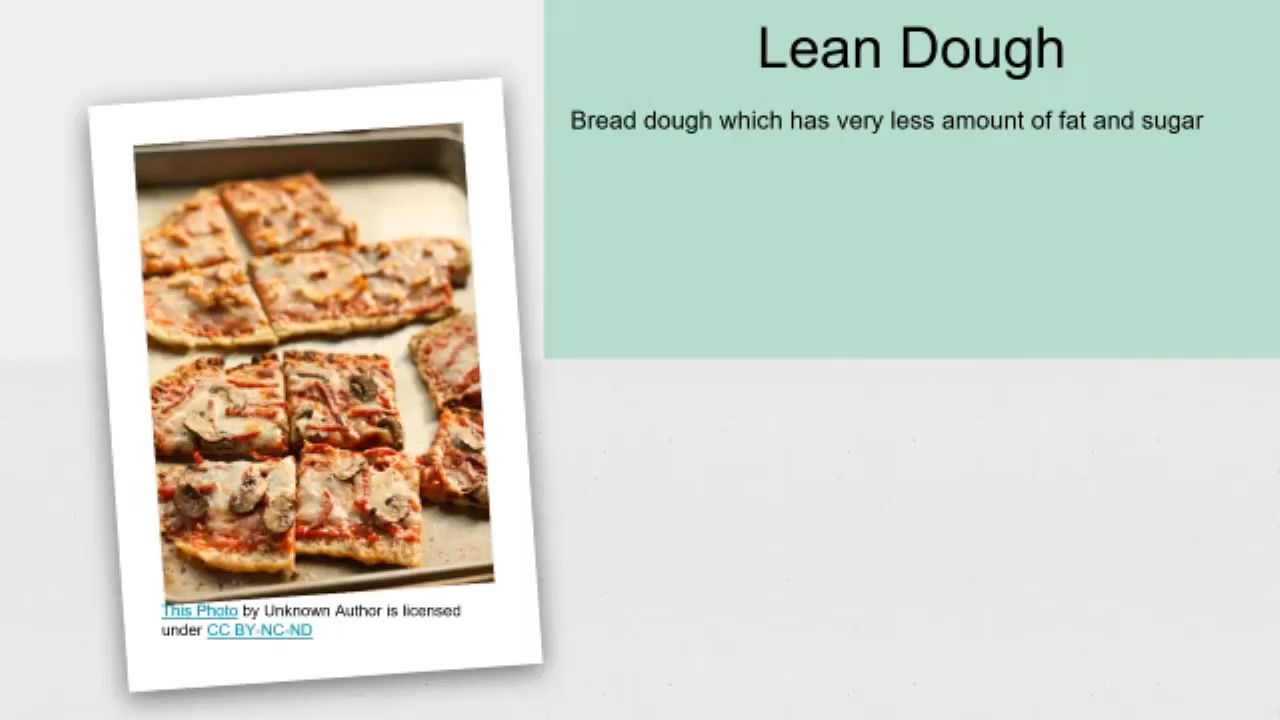 Lean Dough
Bread dough which has very less amount of fat and sugar
This Photo by Unknown Author is licensed
under CC BY-NC-ND